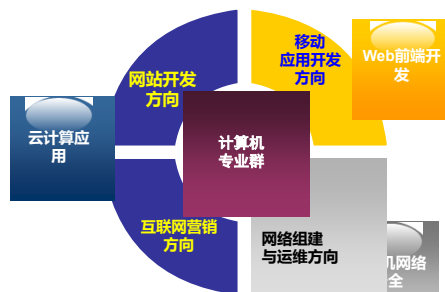 移动
应用开发
方向
Web前端开
发
网站开发
方向
云计算应
用
计算机
专业群
互联网营销
方向
网络组建
与运维方向
机网络
全